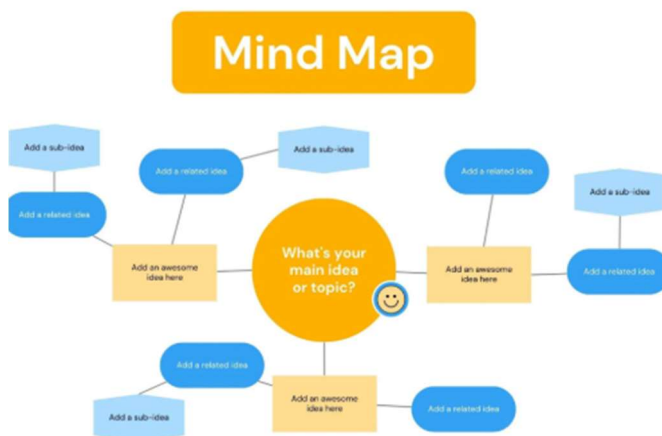 Mind Map
Add a sub-idea
Add a related idea
Add a related idea
Add a sub-idea
Add an awesome
idea here
What's your
main idea
or topic?
Add a related idea
Add a sub-idea
Add an awesome
idea here
Add a related idea
Add a related idea
Add a sub-idea
Add an awesome
idea here
Add a related idea